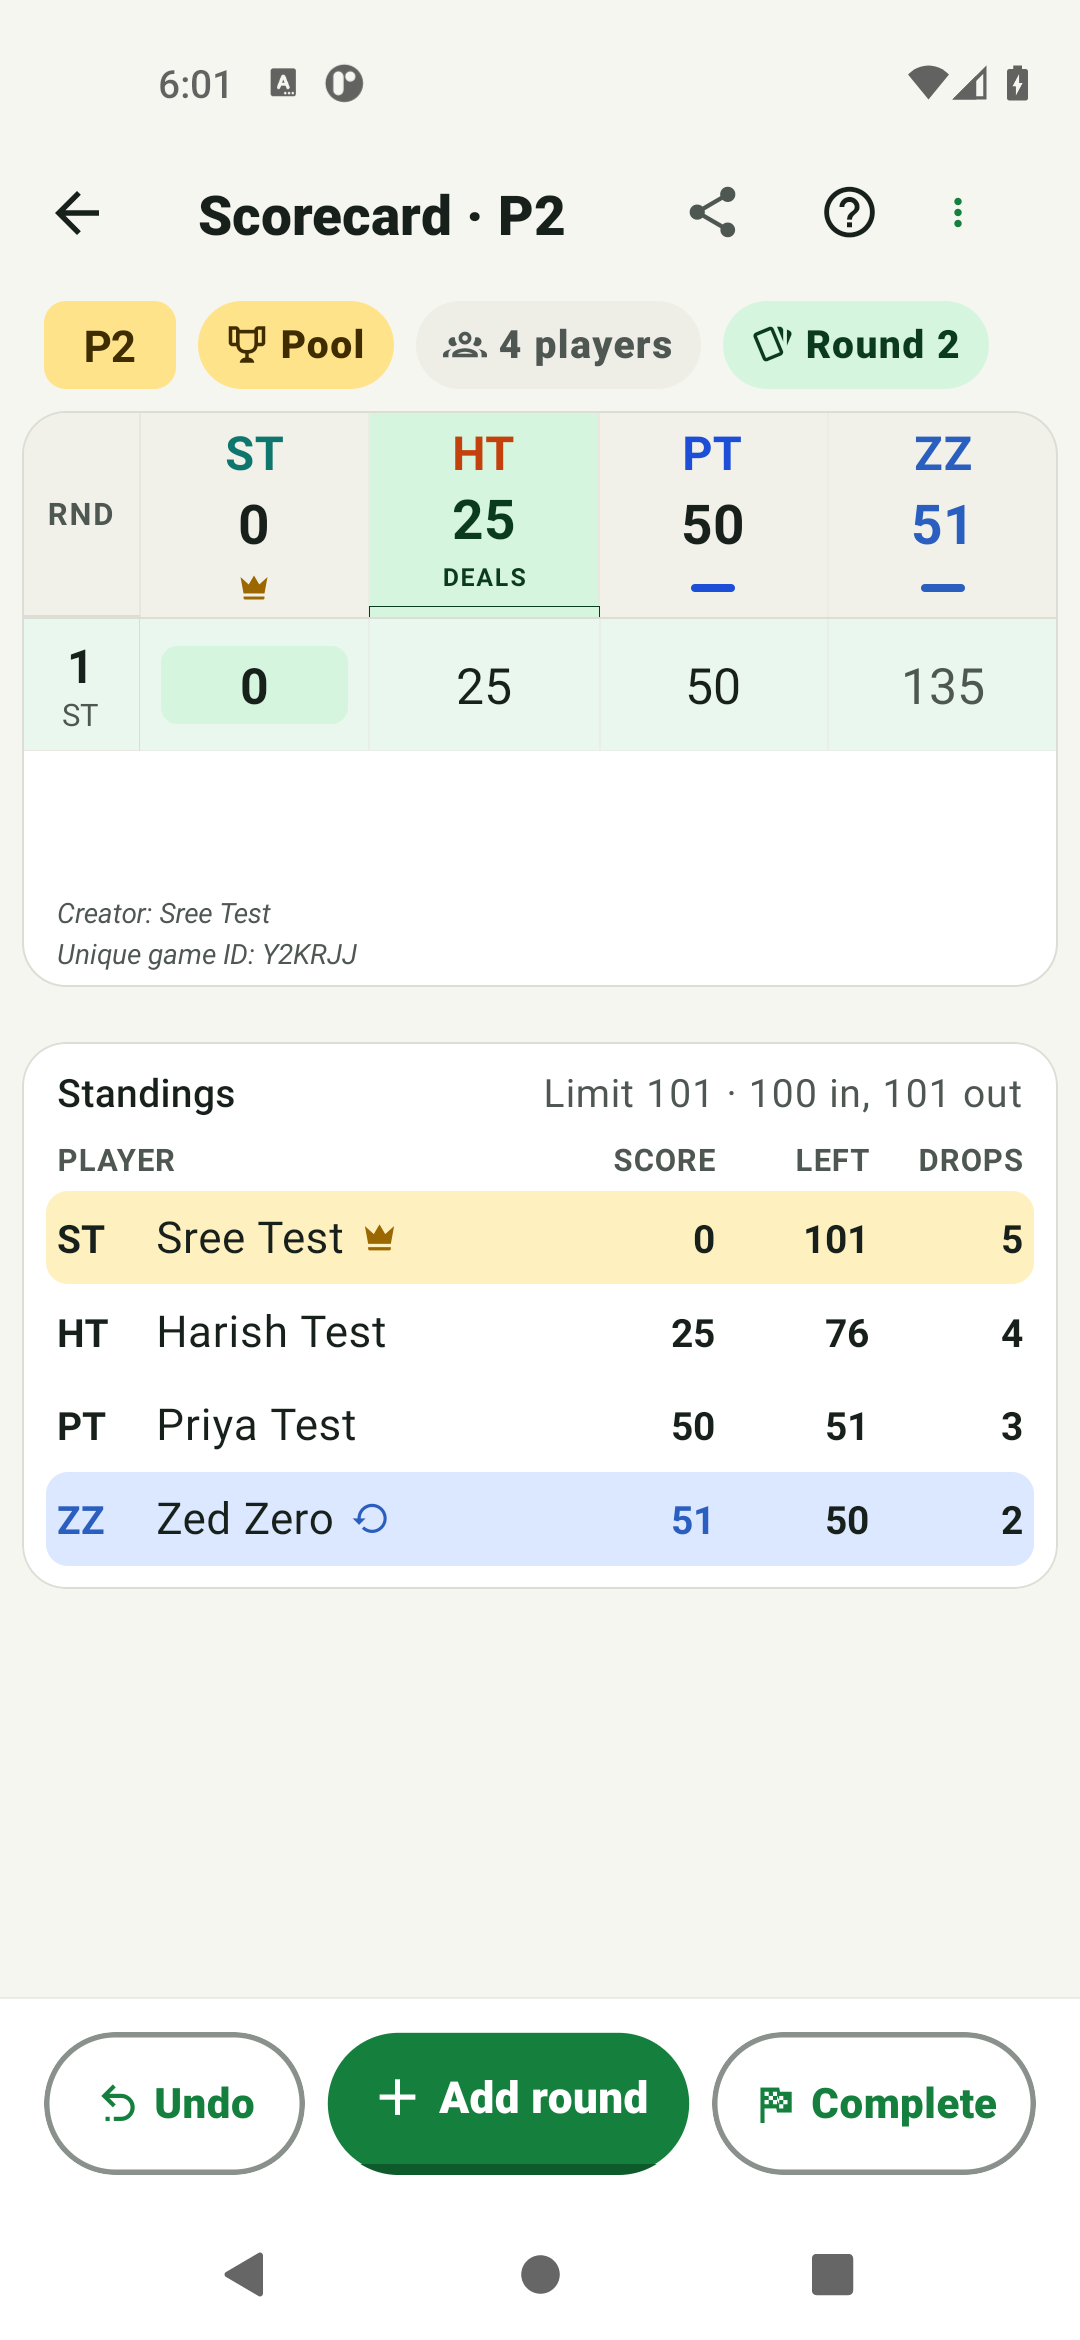 6:01
Scorecard · P2
P2 Pool 4 players Round 2
RND ST HT PT ZZ
0 25 50 51
DEALS
1 0 25 50 135
ST
Creator: Sree Test
Unique game ID: Y2KRJJ
Standings Limit 101 · 100 in, 101 out
PLAYER SCORE LEFT DROPS
ST Sree Test 0 101 5
HT Harish Test 25 76 4
PT Priya Test 50 51 3
ZZ Zed Zero 51 50 2
Undo Add round Complete